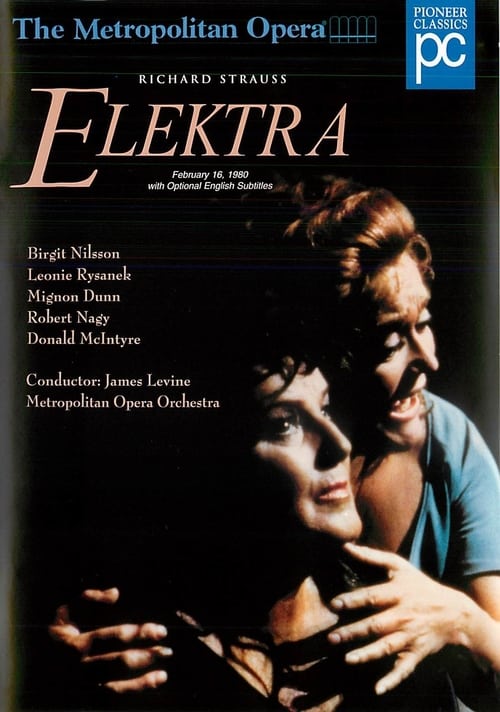 The Metropolitan Opera®
PIONEER
CLASSICS
pc
RICHARD STRAUSS
ELEKTRA
February 16, 1980
with Optional English Subtitles
Birgit Nilsson
Leonie Rysanek
Mignon Dunn
Robert Nagy
Donald McIntyre
Conductor: James Levine
Metropolitan Opera Orchestra